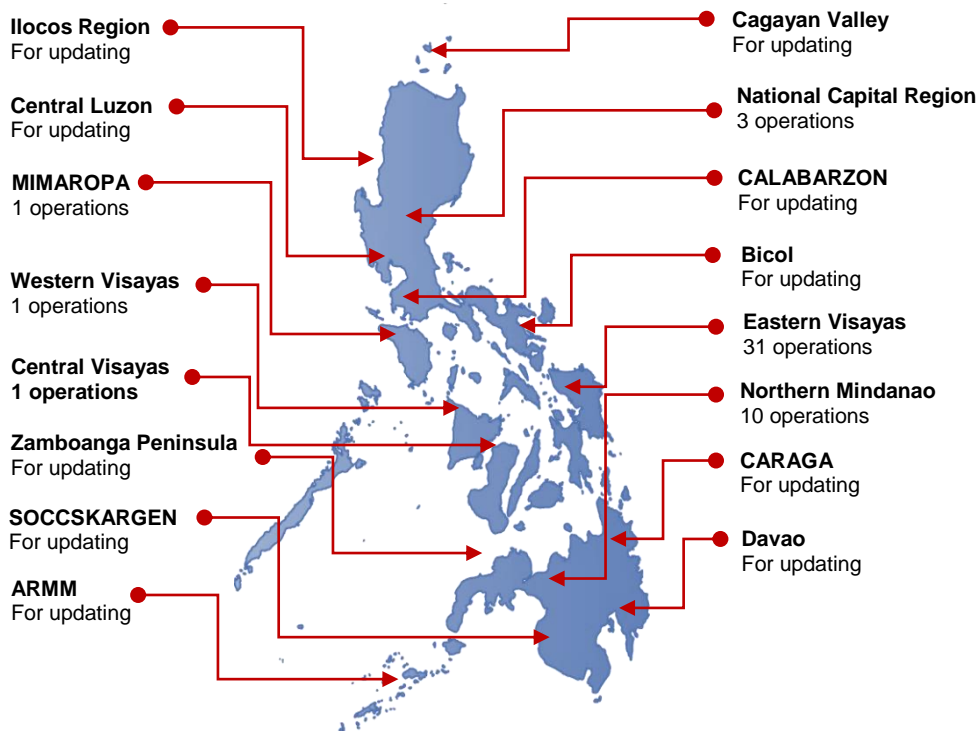 Ilocos Region
For updating
Central Luzon
For updating
MIMAROPA
1 operations
Western Visayas
1 operations
Central Visayas
1 operations
Zamboanga Peninsula
For updating
SOCCSKARGEN
For updating
ARMM
For updating
Cagayan Valley
For updating
National Capital Region
3 operations
CALABARZON
For updating
Bicol
For updating
Eastern Visayas
31 operations
Northern Mindanao
10 operations
CARAGA
For updating
Davao
For updating